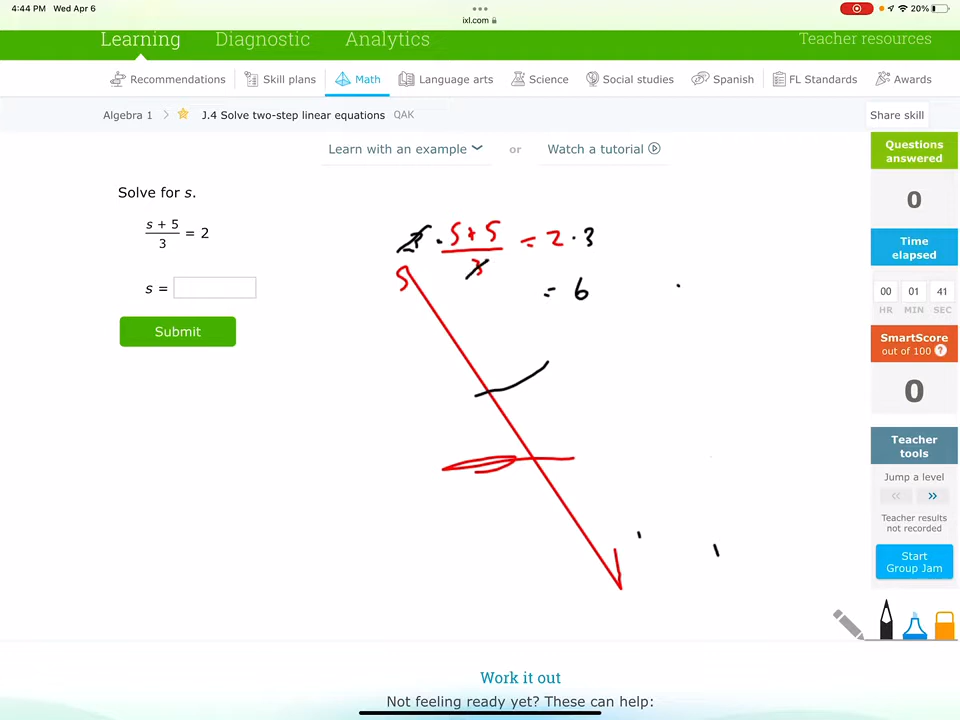 4:44 PM Wed Apr 6
ixl.com
20%
Learning Diagnostic Analytics Teacher resources
Recommendations Skill plans Math Language arts Science Social studies Spanish FL Standards Awards
Algebra 1 > J.4 Solve two-step linear equations QAK
Share skill
Learn with an example or Watch a tutorial
Questions answered
0
Solve for s.
s + 5
3
= 2
s =
Submit
3 · s + 5 = 2 · 3
3
= 6
s
Time elapsed
00 01 41
HR MIN SEC
SmartScore
out of 100 ?
0
Teacher tools
Jump a level
<< >>
Teacher results not recorded
Start Group Jam
Work it out
Not feeling ready yet? These can help: